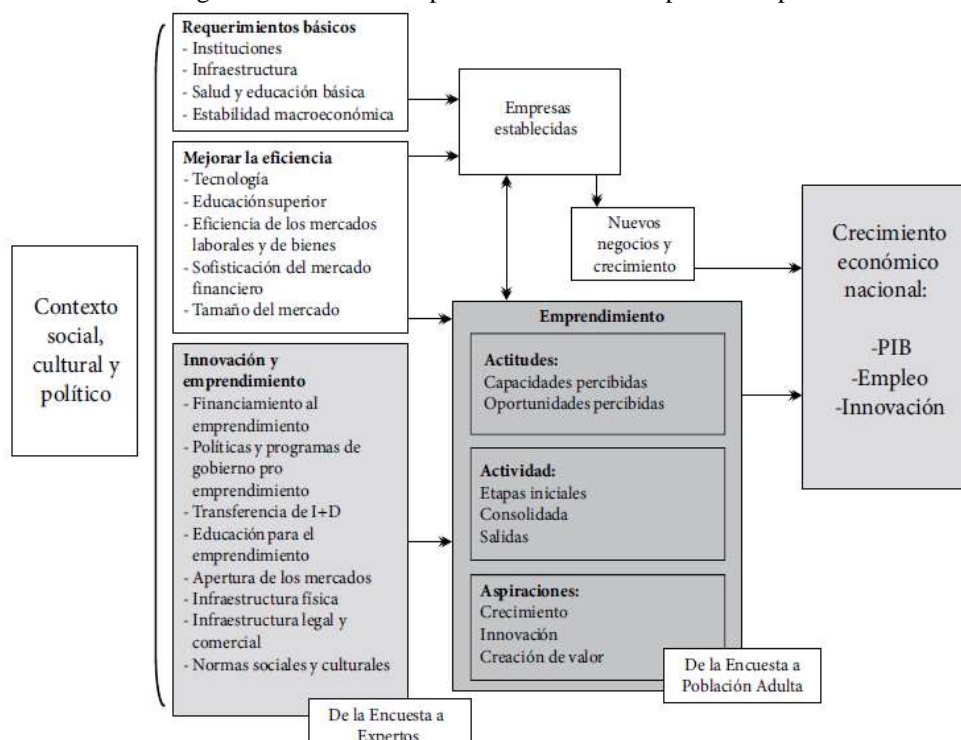 Contexto
social,
cultural y
político
Requerimientos básicos
- Instituciones
- Infraestructura
- Salud y educación básica
- Estabilidad macroeconómica
Mejorar la eficiencia
- Tecnología
- Educación superior
- Eficiencia de los mercados
laborales y de bienes
- Sofisticación del mercado
financiero
- Tamaño del mercado
Innovación y
emprendimiento
- Financiamiento al
emprendimiento
- Políticas y programas de
gobierno pro
emprendimiento
- Transferencia de I+D
- Educación para el
emprendimiento
- Apertura de los mercados
- Infraestructura física
- Infraestructura legal y
comercial
- Normas sociales y culturales
De la Encuesta a
Expertos
Empresas
establecidas
Nuevos
negocios y
crecimiento
Emprendimiento
Actitudes:
Capacidades percibidas
Oportunidades percibidas
Actividad:
Etapas iniciales
Consolidada
Salidas
Aspiraciones:
Crecimiento
Innovación
Creación de valor
De la Encuesta a
Población Adulta
Crecimiento
económico
nacional:
-PIB
-Empleo
-Innovación